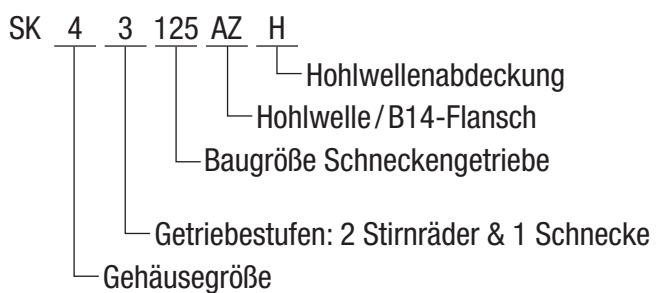 SK 4 3 125 AZ H
Hohlwellenabdeckung
Hohlwelle/B14-Flansch
Baugröße Schneckengetriebe
Getriebestufen: 2 Stirnräder & 1 Schnecke
Gehäusegröße